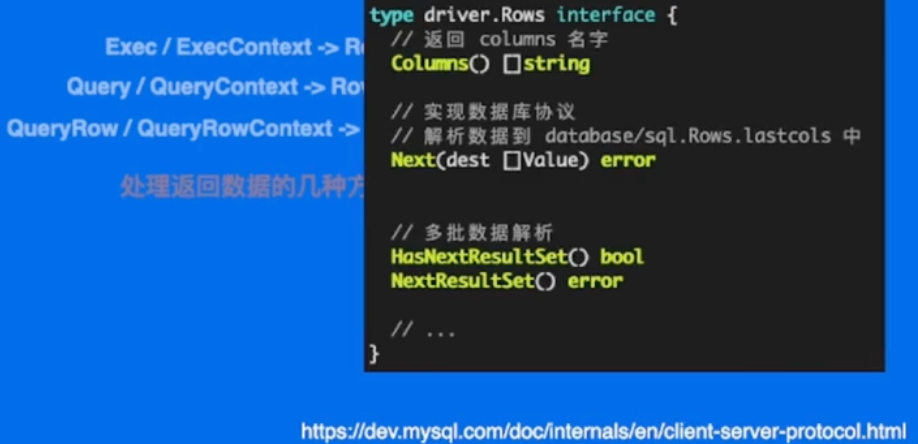 Exec / ExecContext -> R
Query / QueryContext -> Ro
QueryRow / QueryRowContext ->
处理返回数据的几种方
type driver.Rows interface {
// 返回 columns 名字
Columns() []string
// 实现数据库协议
// 解析数据到 database/sql.Rows.lastcols 中
Next(dest []Value) error
// 多批数据解析
HasNextResultSet() bool
NextResultSet() error
// ...
}
https://dev.mysql.com/doc/internals/en/client-server-protocol.html